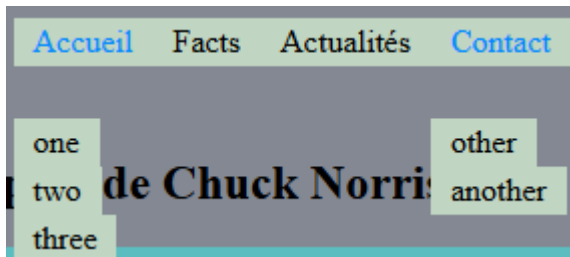 Accueil Facts Actualités Contact
one other
de Chuck Norris
two another
three